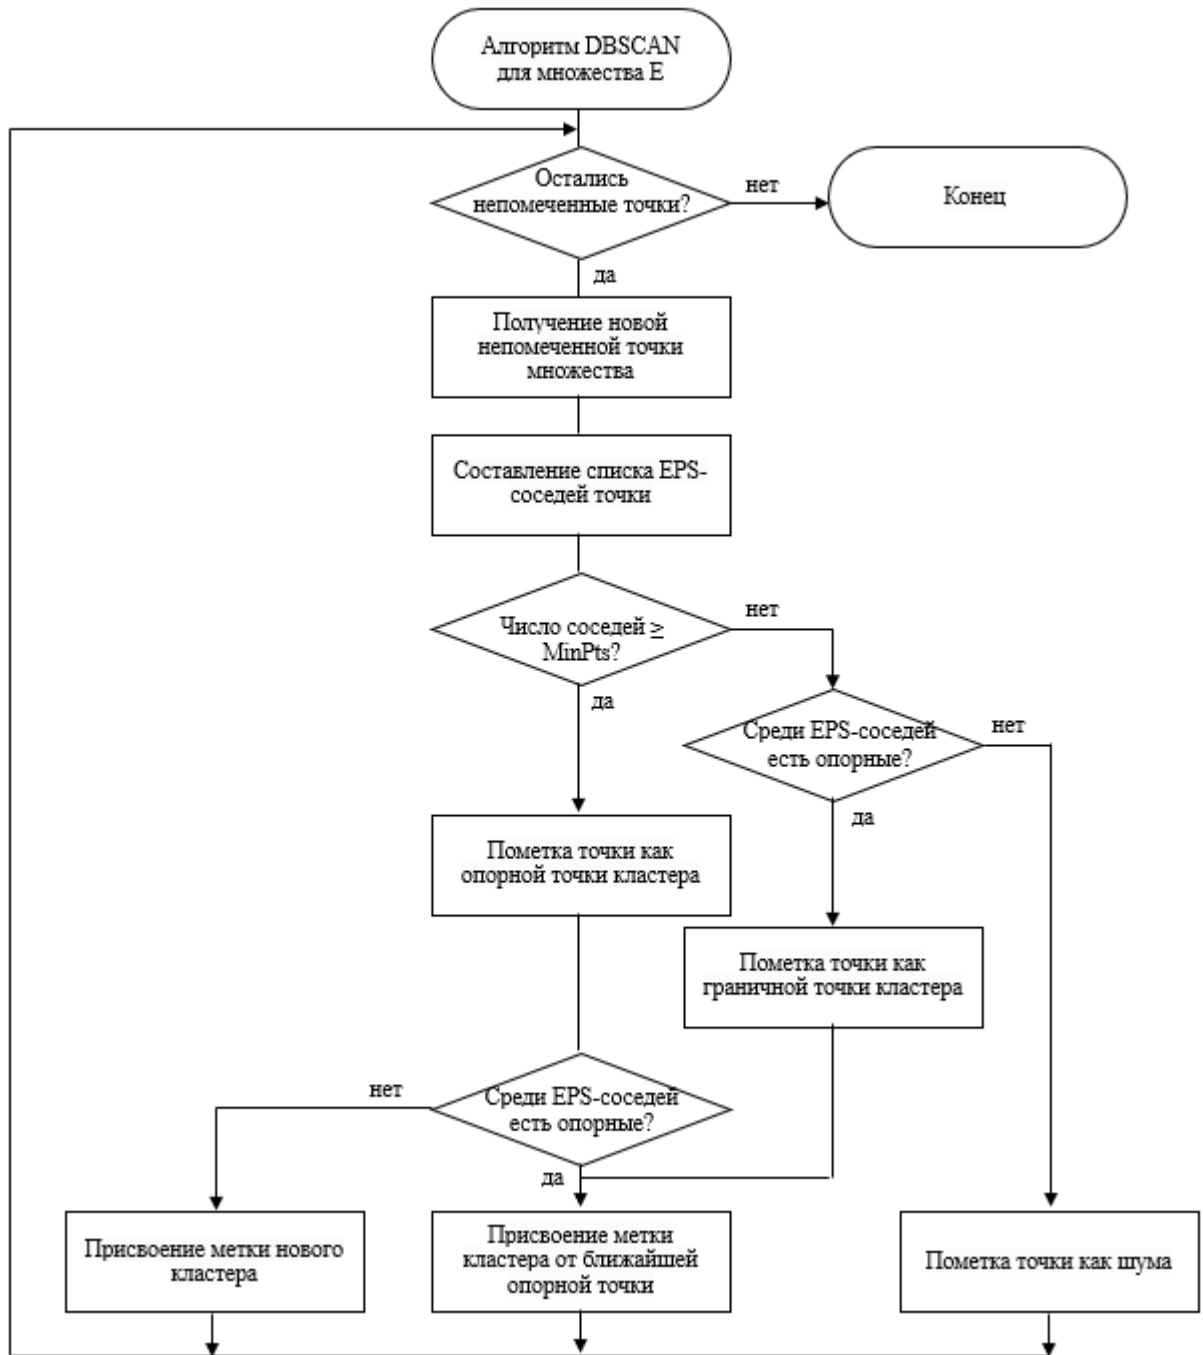 Алгоритм DBSCAN
для множества E
Остались
непомеченные точки?
нет
Конец
да
Получение новой
непомеченной точки
множества
Составление списка EPS-
соседей точки
Число соседей ≥
MinPts?
нет
да
Среди EPS-соседей
есть опорные?
нет
да
Пометка точки как
опорной точки кластера
Пометка точки как
граничной точки кластера
Среди EPS-соседей
есть опорные?
нет
да
Присвоение метки нового
кластера
Присвоение метки
кластера от ближайшей
опорной точки
Пометка точки как шума